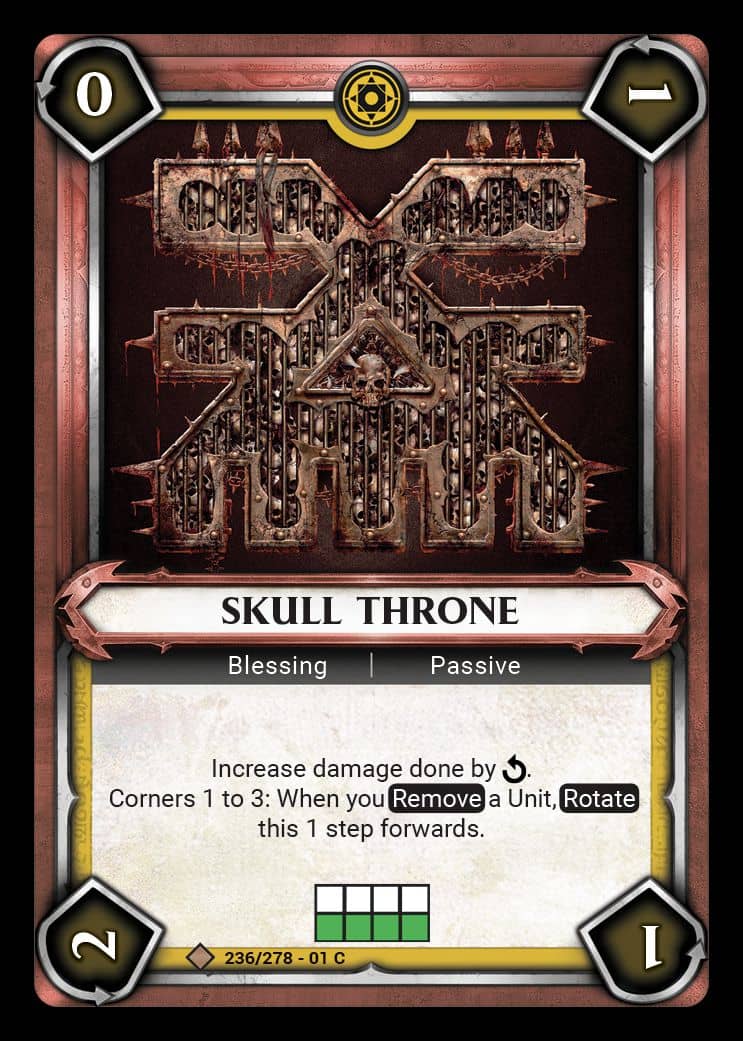 0
1
SKULL THRONE
Blessing | Passive
Increase damage done by .
Corners 1 to 3: When you Remove a Unit, Rotate
this 1 step forwards.
2
1
236/278 - 01 C